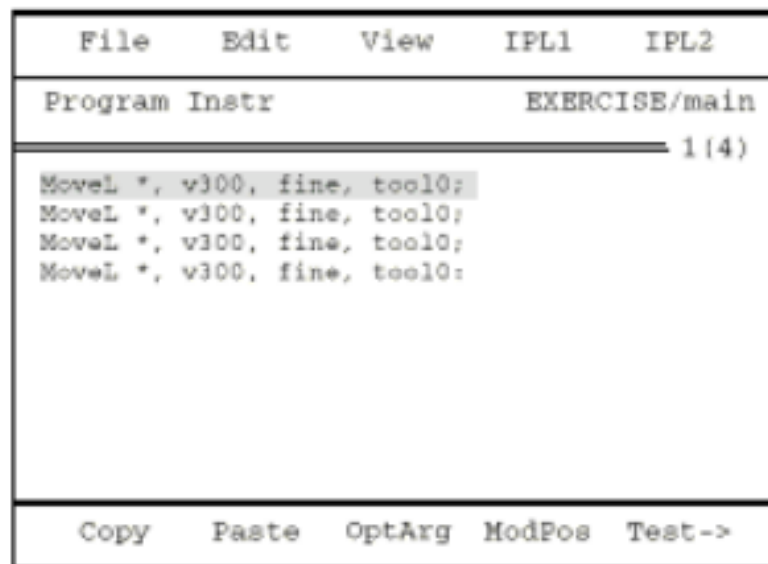 File Edit View IPL1 IPL2
Program Instr EXERCISE/main
1(4)
MoveL *, v300, fine, tool0;
MoveL *, v300, fine, tool0;
MoveL *, v300, fine, tool0;
MoveL *, v300, fine, tool0:
Copy Paste OptArg ModPos Test->